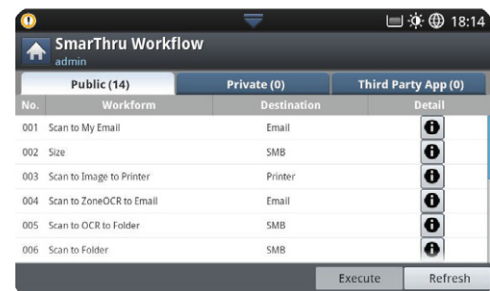 18:14
SmarThru Workflow
admin
Public (14) Private (0) Third Party App (0)
No. Workform Destination Detail
001 Scan to My Email Email
002 Size SMB
003 Scan to Image to Printer Printer
004 Scan to ZoneOCR to Email Email
005 Scan to OCR to Folder SMB
006 Scan to Folder SMB
Execute Refresh